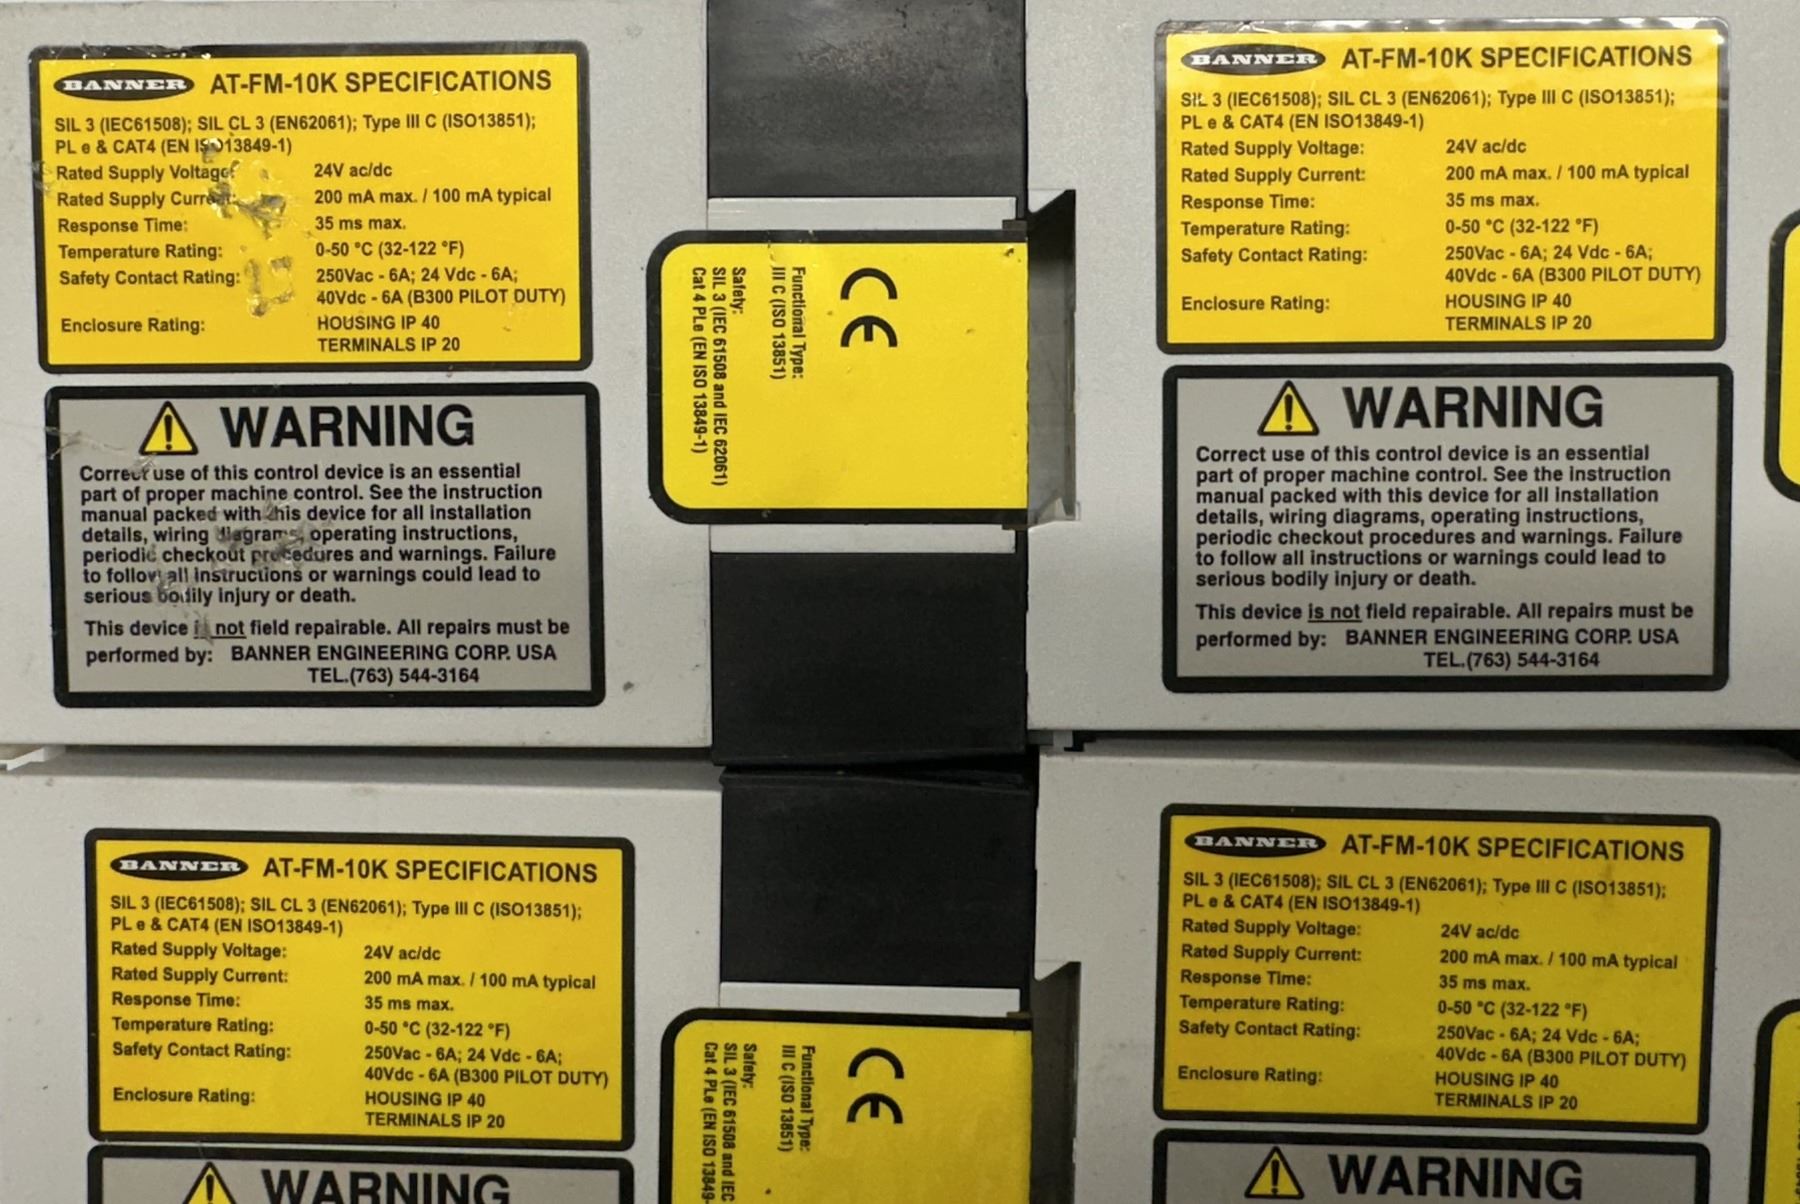 BANNER AT-FM-10K SPECIFICATIONS
SIL 3 (IEC61508); SIL CL 3 (EN62061); Type III C (ISO13851);
PL e & CAT4 (EN ISO13849-1)
Rated Supply Voltage: 24V ac/dc
Rated Supply Current: 200 mA max. / 100 mA typical
Response Time: 35 ms max.
Temperature Rating: 0-50 °C (32-122 °F)
Safety Contact Rating: 250Vac - 6A; 24 Vdc - 6A;
40Vdc - 6A (B300 PILOT DUTY)
Enclosure Rating: HOUSING IP 40
TERMINALS IP 20
WARNING
Correct use of this control device is an essential
part of proper machine control. See the instruction
manual packed with this device for all installation
details, wiring diagrams, operating instructions,
periodic checkout procedures and warnings. Failure
to follow all instructions or warnings could lead to
serious bodily injury or death.
This device is not field repairable. All repairs must be
performed by: BANNER ENGINEERING CORP. USA
TEL.(763) 544-3164
CE
Functional Type:
III C (ISO 13851)
Safety:
SIL 3 (IEC 61508 and IEC 62061)
Cat 4 PLe (EN ISO 13849-1)
BANNER AT-FM-10K SPECIFICATIONS
SIL 3 (IEC61508); SIL CL 3 (EN62061); Type III C (ISO13851);
PL e & CAT4 (EN ISO13849-1)
Rated Supply Voltage: 24V ac/dc
Rated Supply Current: 200 mA max. / 100 mA typical
Response Time: 35 ms max.
Temperature Rating: 0-50 °C (32-122 °F)
Safety Contact Rating: 250Vac - 6A; 24 Vdc - 6A;
40Vdc - 6A (B300 PILOT DUTY)
Enclosure Rating: HOUSING IP 40
TERMINALS IP 20
WARNING
Correct use of this control device is an essential
part of proper machine control. See the instruction
manual packed with this device for all installation
details, wiring diagrams, operating instructions,
periodic checkout procedures and warnings. Failure
to follow all instructions or warnings could lead to
serious bodily injury or death.
This device is not field repairable. All repairs must be
performed by: BANNER ENGINEERING CORP. USA
TEL.(763) 544-3164
BANNER AT-FM-10K SPECIFICATIONS
SIL 3 (IEC61508); SIL CL 3 (EN62061); Type III C (ISO13851);
PL e & CAT4 (EN ISO13849-1)
Rated Supply Voltage: 24V ac/dc
Rated Supply Current: 200 mA max. / 100 mA typical
Response Time: 35 ms max.
Temperature Rating: 0-50 °C (32-122 °F)
Safety Contact Rating: 250Vac - 6A; 24 Vdc - 6A;
40Vdc - 6A (B300 PILOT DUTY)
Enclosure Rating: HOUSING IP 40
TERMINALS IP 20
WARNING
CE
Functional Type:
III C (ISO 13851)
Safety:
SIL 3 (IEC 61508 and IEC
Cat 4 PLe (EN ISO 13849-
BANNER AT-FM-10K SPECIFICATIONS
SIL 3 (IEC61508); SIL CL 3 (EN62061); Type III C (ISO13851);
PL e & CAT4 (EN ISO13849-1)
Rated Supply Voltage: 24V ac/dc
Rated Supply Current: 200 mA max. / 100 mA typical
Response Time: 35 ms max.
Temperature Rating: 0-50 °C (32-122 °F)
Safety Contact Rating: 250Vac - 6A; 24 Vdc - 6A;
40Vdc - 6A (B300 PILOT DUTY)
Enclosure Rating: HOUSING IP 40
TERMINALS IP 20
WARNING